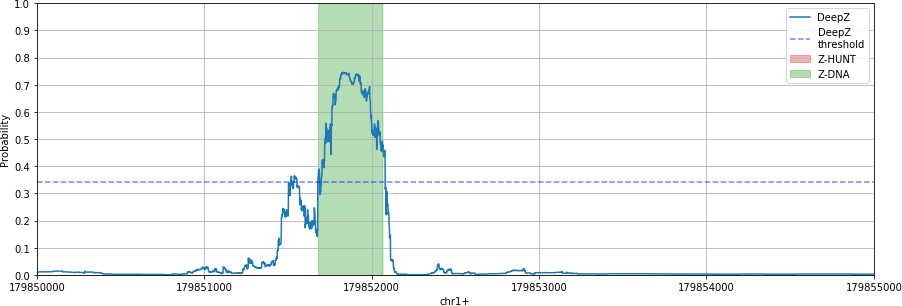 1.0
0.9
0.8
0.7
0.6
0.5
0.4
0.3
0.2
0.1
0.0
Probability
179850000
179851000
179852000
179853000
179854000
179855000
chr1+
DeepZ
DeepZ
threshold
Z-HUNT
Z-DNA